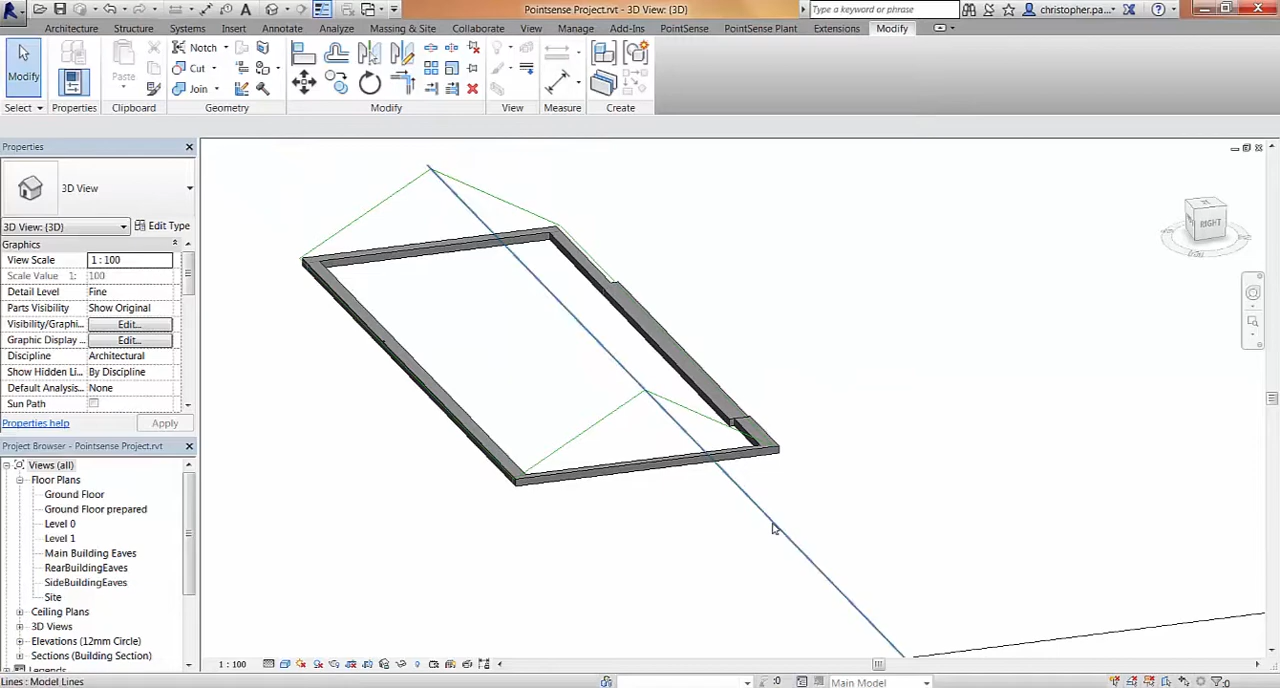 Pointsense Project.rvt - 3D View: {3D}
Type a keyword or phrase
christopher.pa...
Architecture Structure Systems Insert Annotate Analyze Massing & Site Collaborate View Manage Add-Ins PointSense PointSense Plant Extensions Modify
Modify
Paste
Notch
Cut
Join
Select Properties Clipboard Geometry Modify View Measure Create
Properties
3D View
3D View: {3D}
Edit Type
Graphics
View Scale 1 : 100
Scale Value 1: 100
Detail Level Fine
Parts Visibility Show Original
Visibility/Graphi... Edit...
Graphic Display ... Edit...
Discipline Architectural
Show Hidden Li... By Discipline
Default Analysis... None
Sun Path
Properties help Apply
Project Browser - Pointsense Project.rvt
Views (all)
Floor Plans
Ground Floor
Ground Floor prepared
Level 0
Level 1
Main Building Eaves
RearBuildingEaves
SideBuildingEaves
Site
Ceiling Plans
3D Views
Elevations (12mm Circle)
Sections (Building Section)
Legends
RIGHT
1 : 100
Lines : Model Lines
:0
Main Model
:0